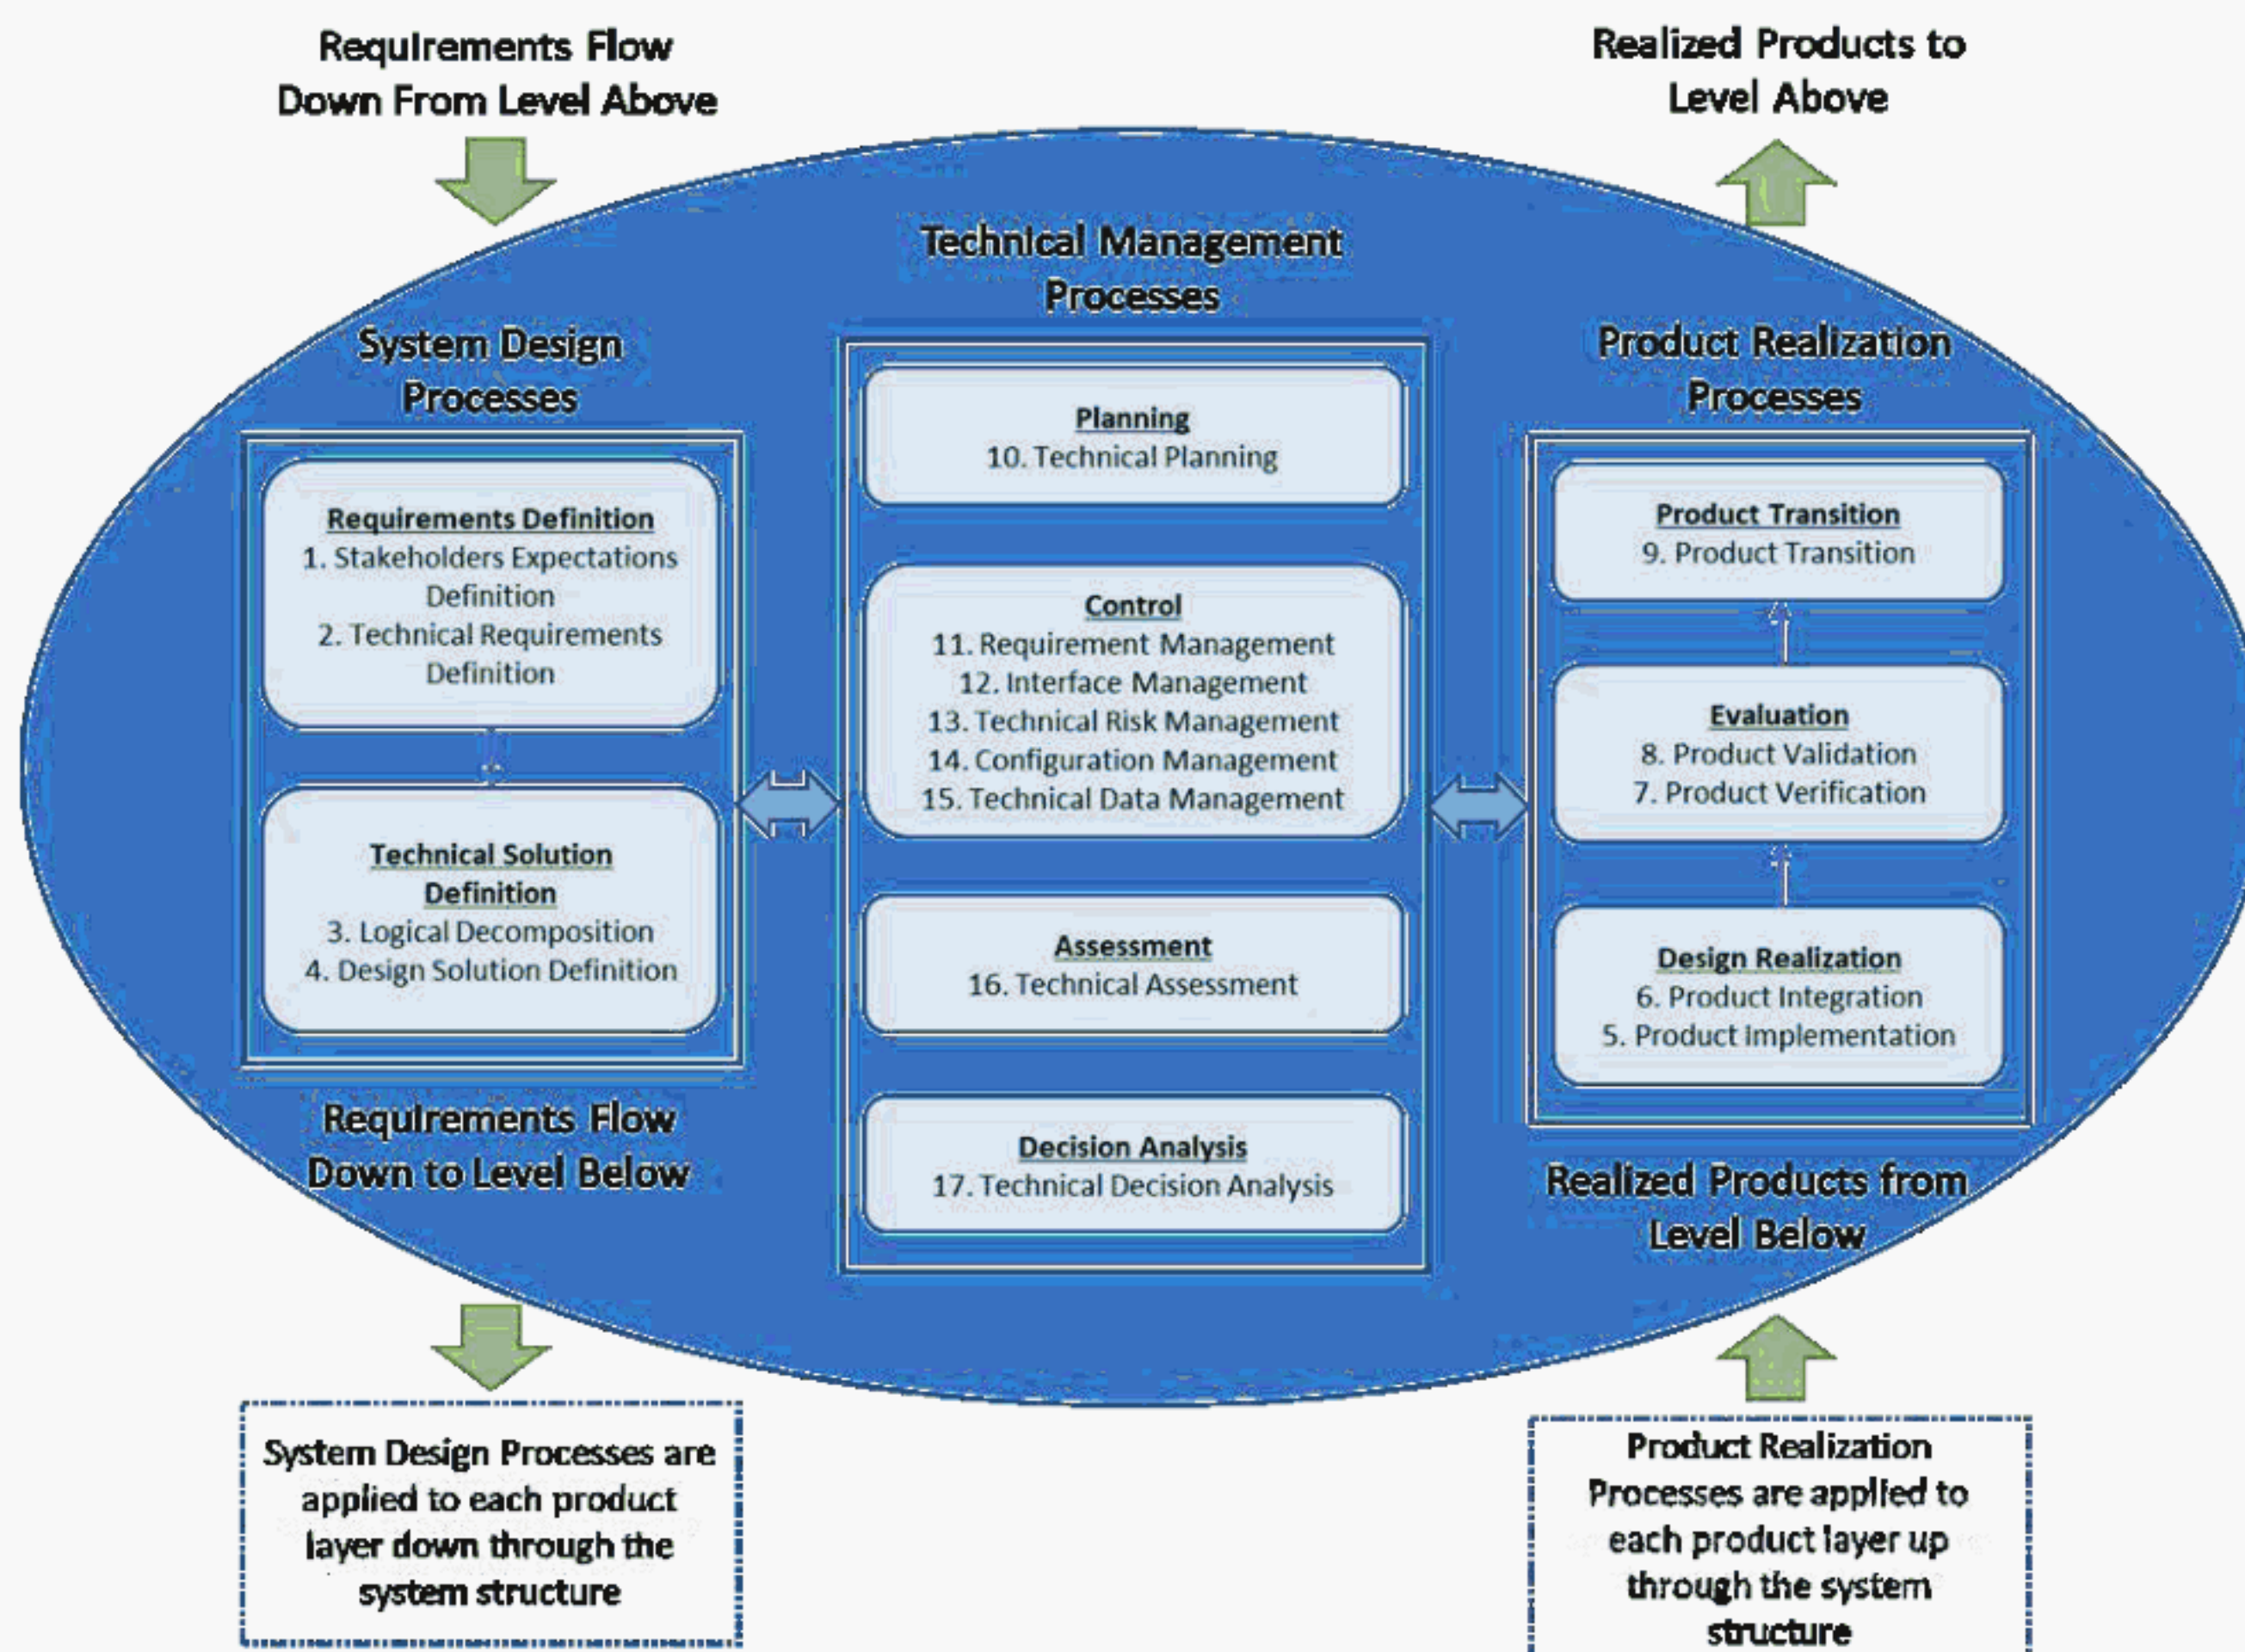 Requirements Flow
Down From Level Above
Realized Products to
Level Above
Technical Management
Processes
System Design
Processes
Product Realization
Processes
Requirements Definition
1. Stakeholders Expectations
Definition
2. Technical Requirements
Definition
Technical Solution
Definition
3. Logical Decomposition
4. Design Solution Definition
Requirements Flow
Down to Level Below
Planning
10. Technical Planning
Control
11. Requirement Management
12. Interface Management
13. Technical Risk Management
14. Configuration Management
15. Technical Data Management
Assessment
16. Technical Assessment
Decision Analysis
17. Technical Decision Analysis
Product Transition
9. Product Transition
Evaluation
8. Product Validation
7. Product Verification
Design Realization
6. Product Integration
5. Product Implementation
Realized Products from
Level Below
System Design Processes are
applied to each product
layer down through the
system structure
Product Realization
Processes are applied to
each product layer up
through the system
structure